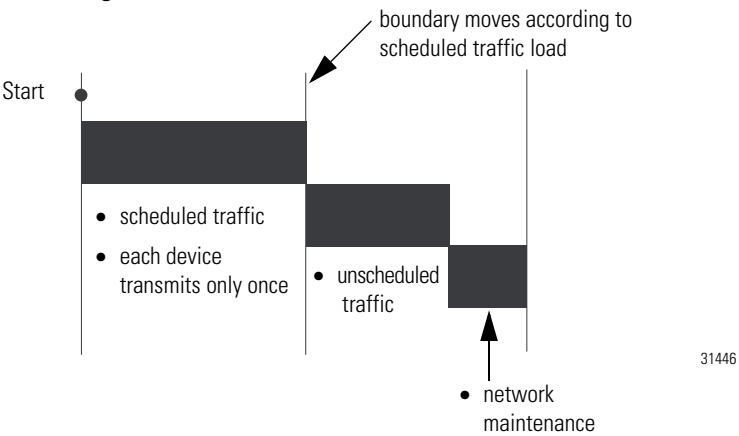 boundary moves according to
scheduled traffic load
Start
• scheduled traffic
• each device
transmits only once
• unscheduled
traffic
31446
• network
maintenance